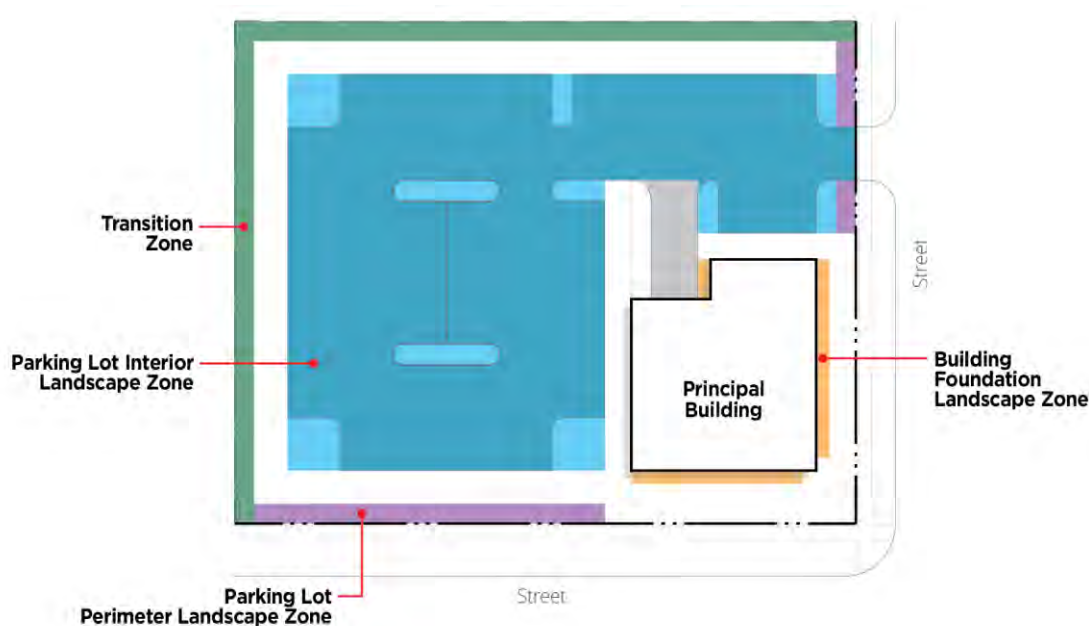 Transition
Zone
Street
Parking Lot Interior
Landscape Zone
Principal
Building
Building
Foundation
Landscape Zone
Parking Lot
Perimeter Landscape Zone
Street